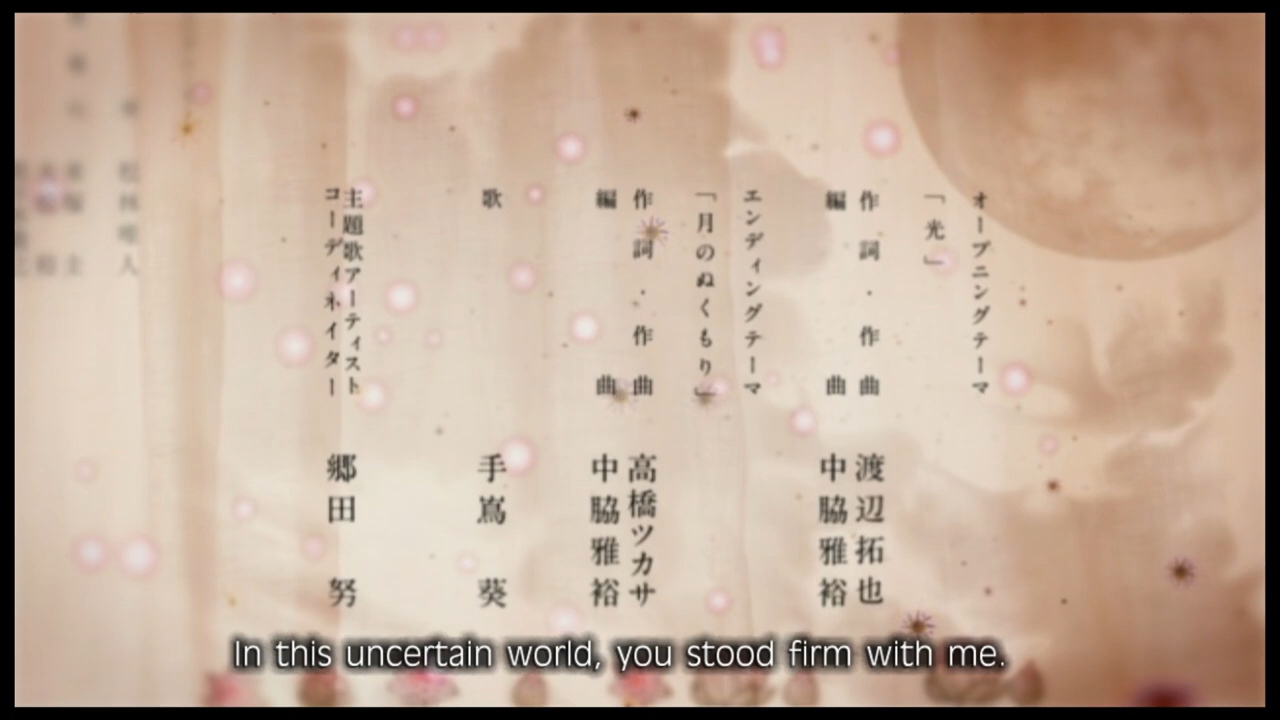 オープニングテーマ
「光」
作詞・作曲 渡辺拓也
編曲 中脇雅裕
エンディングテーマ
「月のぬくもり」
作詞・作曲 高橋ツカサ
編曲 中脇雅裕
歌 手嶌葵
主題歌アーティスト
コーディネイター 郷田努
In this uncertain world, you stood firm with me.